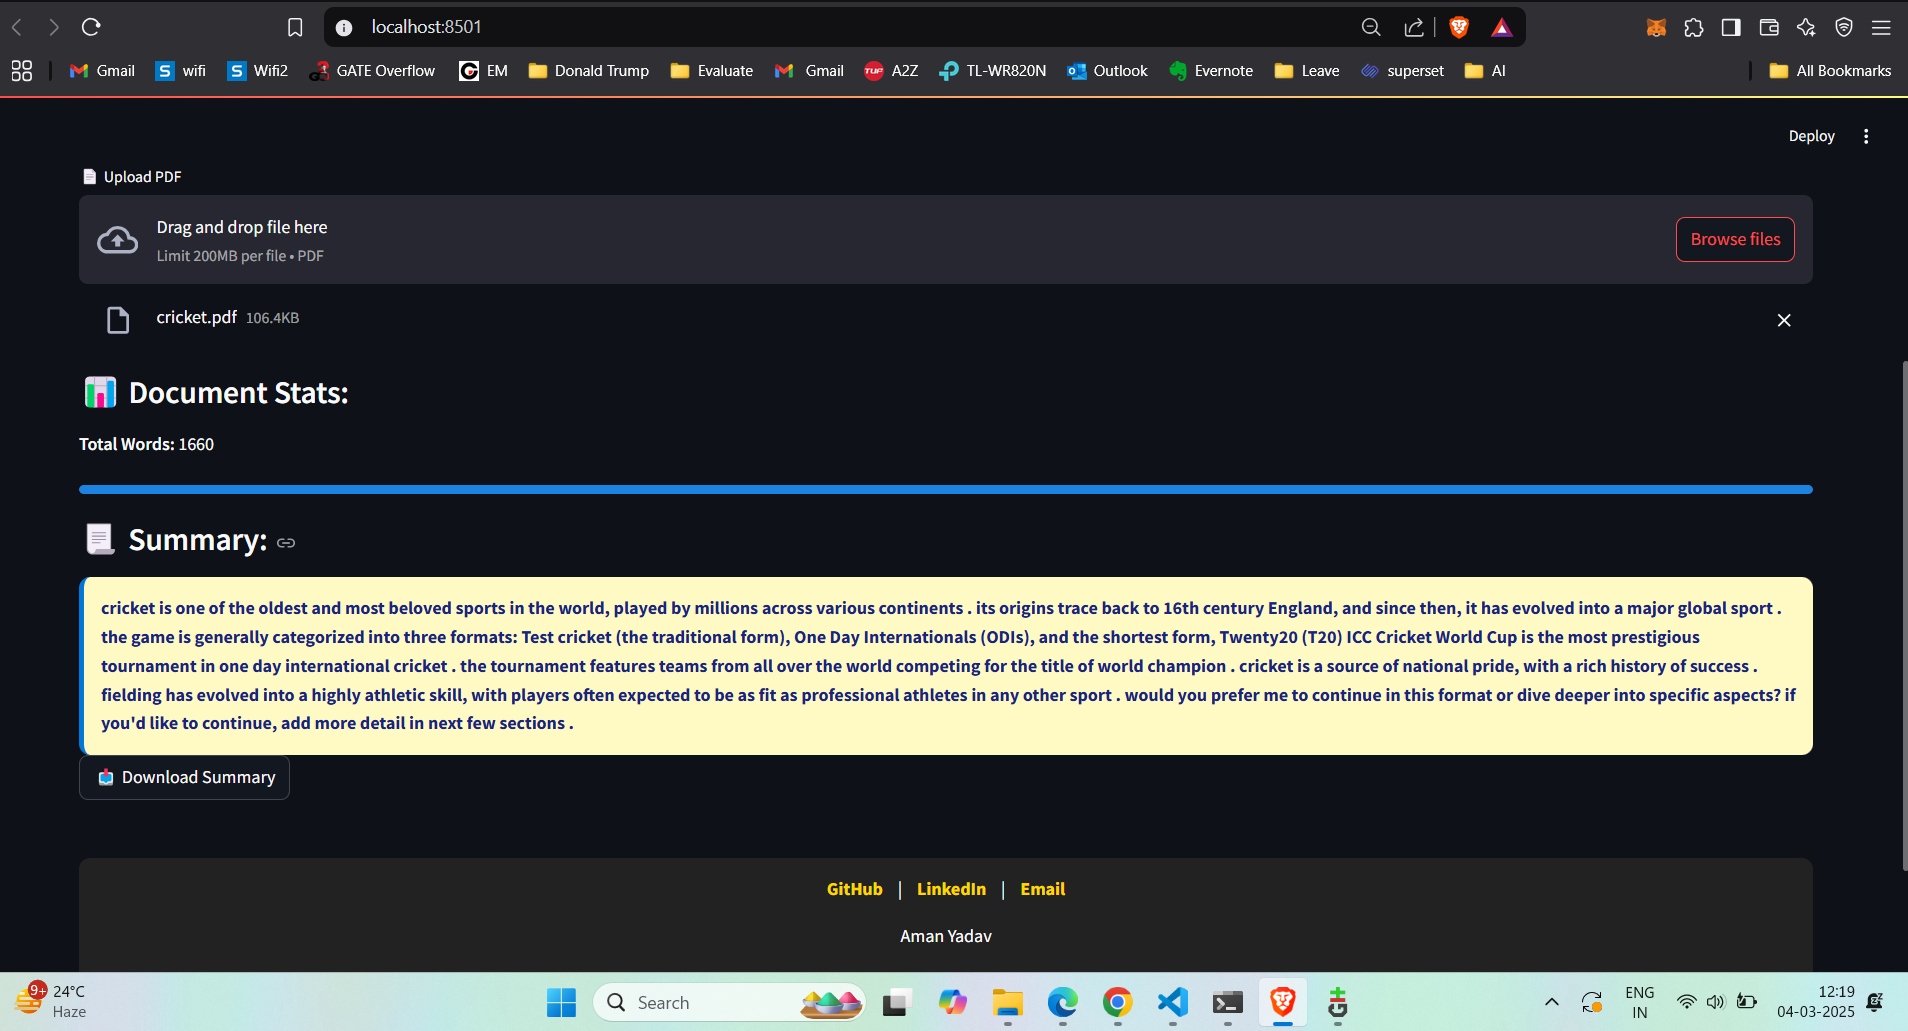 localhost:8501
Gmail
wifi
Wifi2
GATE Overflow
EM
Donald Trump
Evaluate
Gmail
TUF A2Z
TL-WR820N
Outlook
Evernote
Leave
superset
AI
All Bookmarks
Deploy
Upload PDF
Drag and drop file here
Limit 200MB per file • PDF
Browse files
cricket.pdf 106.4KB
Document Stats:
Total Words: 1660
Summary:
cricket is one of the oldest and most beloved sports in the world, played by millions across various continents . its origins trace back to 16th century England, and since then, it has evolved into a major global sport .
the game is generally categorized into three formats: Test cricket (the traditional form), One Day Internationals (ODIs), and the shortest form, Twenty20 (T20) ICC Cricket World Cup is the most prestigious
tournament in one day international cricket . the tournament features teams from all over the world competing for the title of world champion . cricket is a source of national pride, with a rich history of success .
fielding has evolved into a highly athletic skill, with players often expected to be as fit as professional athletes in any other sport . would you prefer me to continue in this format or dive deeper into specific aspects? if
you'd like to continue, add more detail in next few sections .
Download Summary
GitHub | LinkedIn | Email
Aman Yadav
9+
24°C
Haze
Search
ENG
IN
12:19
04-03-2025